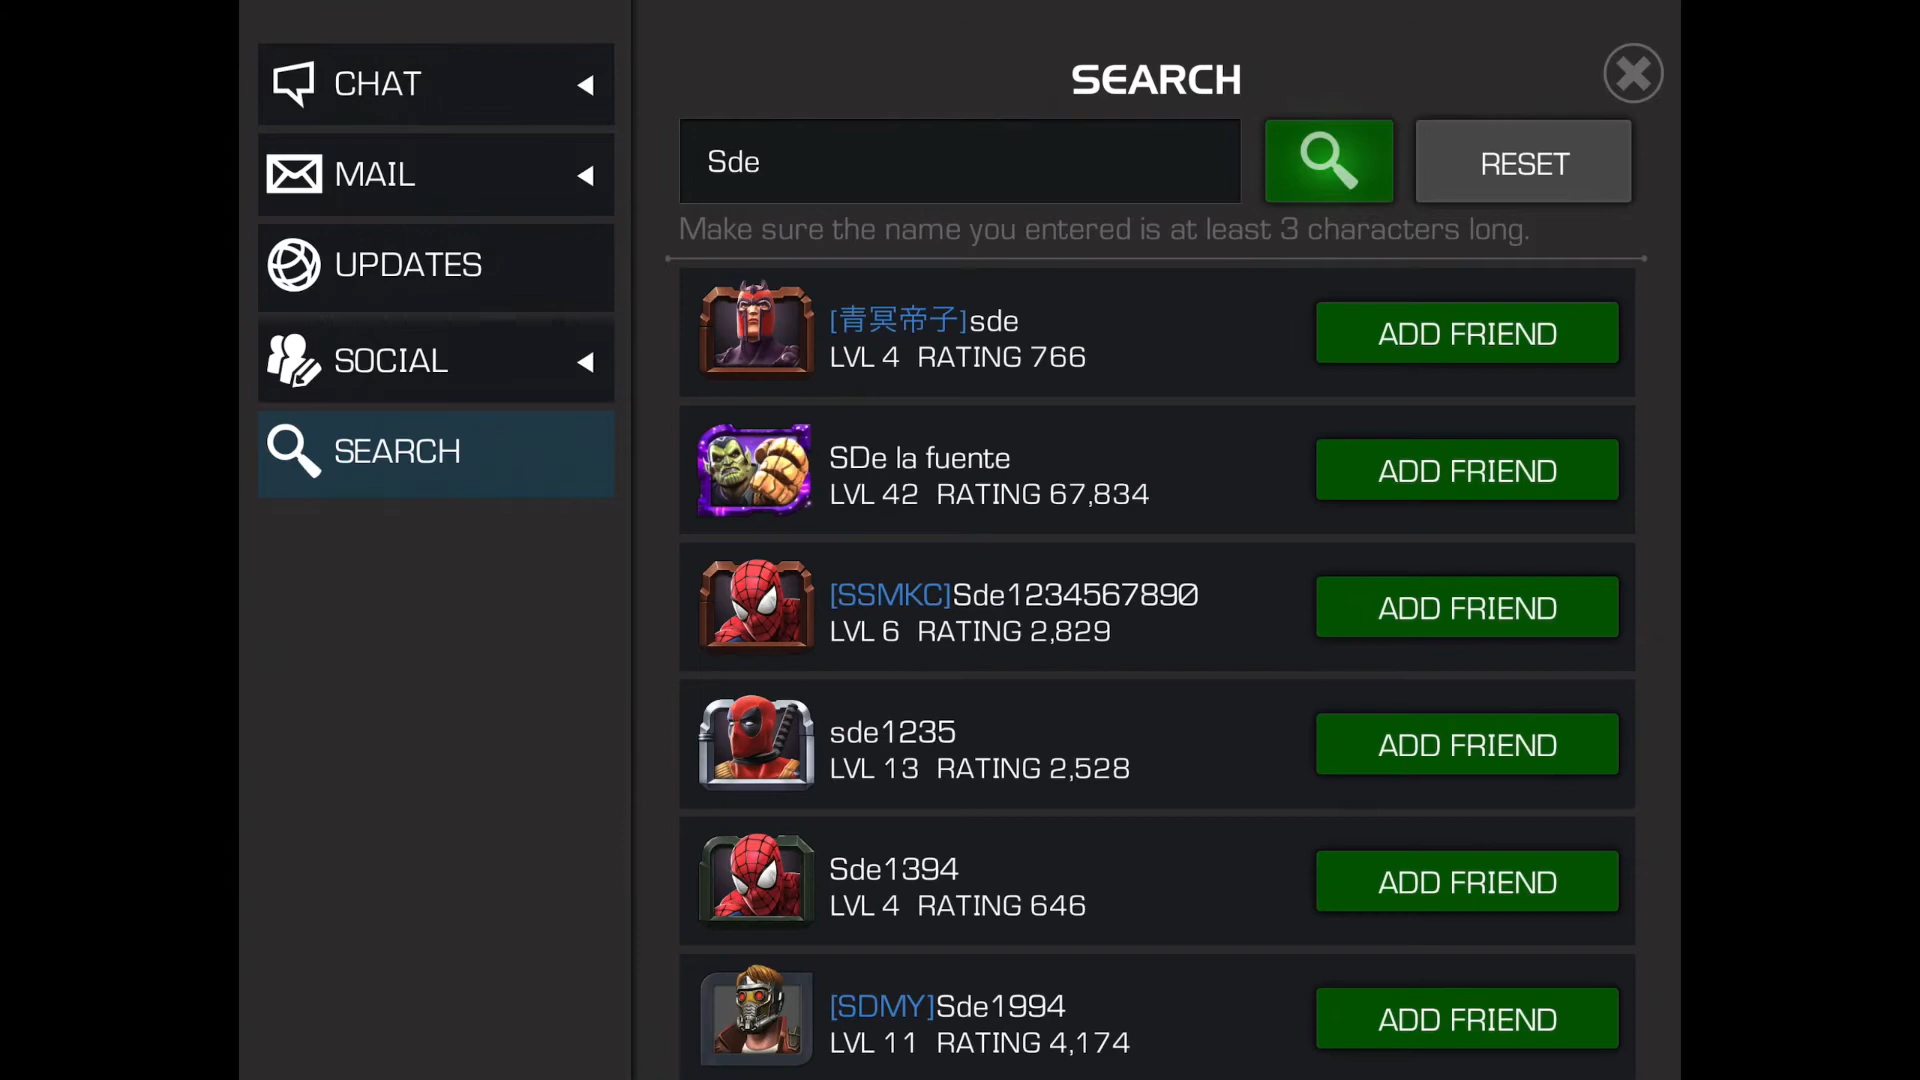 CHAT
MAIL
UPDATES
SOCIAL
SEARCH
SEARCH
Sde
RESET
Make sure the name you entered is at least 3 characters long.
[青冥帝子]sde
LVL 4 RATING 766
ADD FRIEND
SDe la fuente
LVL 42 RATING 67,834
ADD FRIEND
[SSMKC]Sde1234567890
LVL 6 RATING 2,829
ADD FRIEND
sde1235
LVL 13 RATING 2,528
ADD FRIEND
Sde1394
LVL 4 RATING 646
ADD FRIEND
[SDMY]Sde1994
LVL 11 RATING 4,174
ADD FRIEND